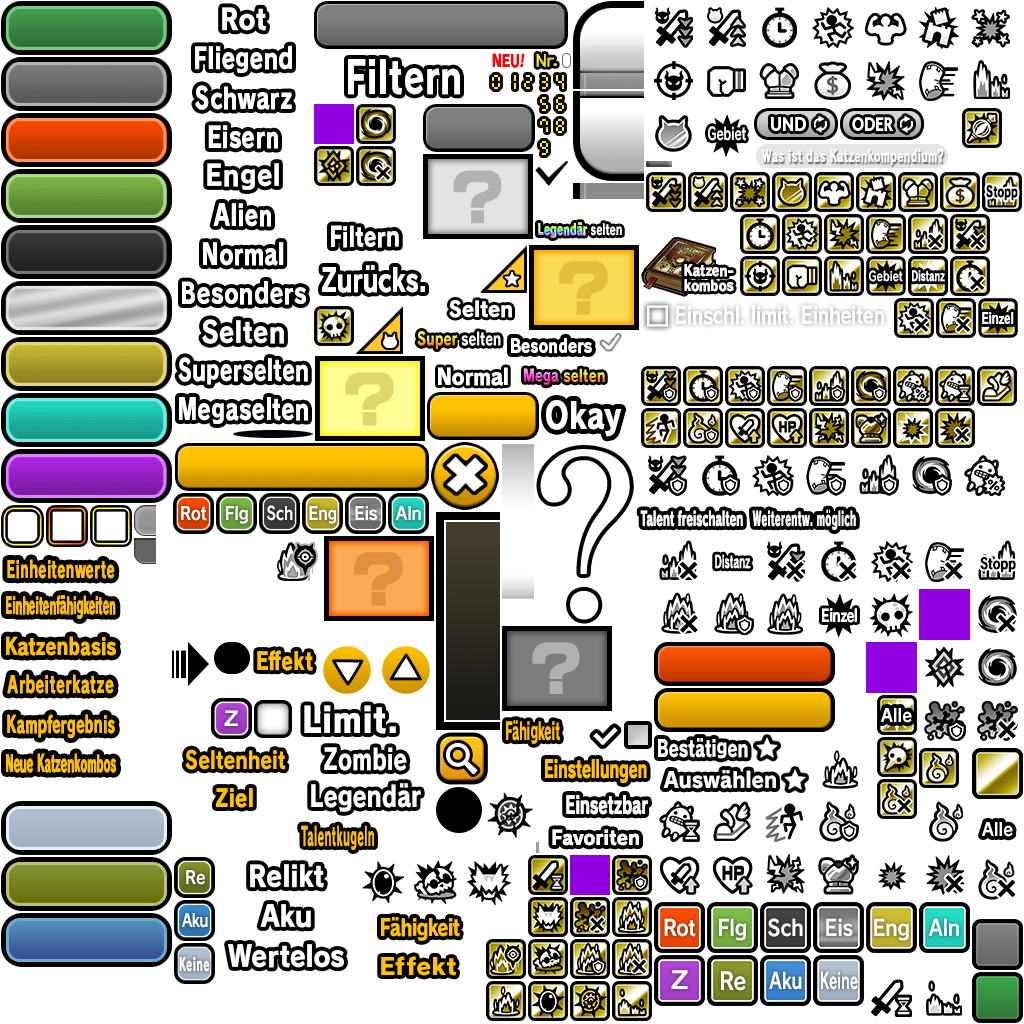 Rot
Fliegend
Schwarz
Eisern
Engel
Alien
Normal
Besonders
Selten
Superselten
Megaselten
Filtern
NEU!
Nr. 0
0 1 2 3 4
5 6
9 8
9
Filtern
Zurücks.
Legendär selten
Selten
Super selten
Besonders
Normal
Mega selten
Okay
Rot Flg Sch Eng Eis Aln
Einheitenwerte
Einheitenfähigkeiten
Katzenbasis
Arbeiterkatze
Kampfergebnis
Neue Katzenkombos
Effekt
Z
Limit.
Seltenheit
Zombie
Ziel
Legendär
Talentkugeln
Fähigkeit
Einstellungen
Einsetzbar
Favoriten
Re
Aku
Keine
Relikt
Aku
Wertelos
Fähigkeit
Effekt
Gebiet
UND
ODER
Was ist das Katzenkompendium?
Stopp
Katzen-
kombos
Gebiet
Distanz
Einschl. limit. Einheiten
Einzel
HP
Talent freischalten
Weiterentw. möglich
Distanz
Stopp
Einzel
Alle
Bestätigen
Auswählen
Alle
HP
Rot Flg Sch Eis Eng Aln
Z Re Aku Keine